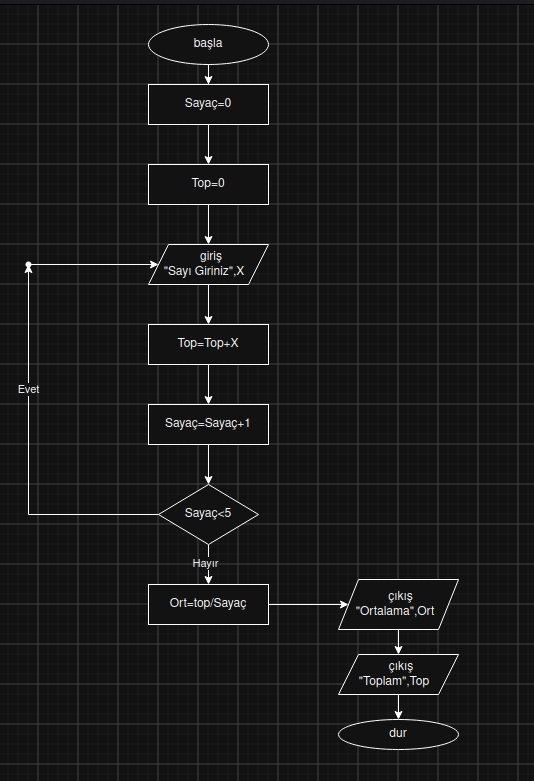 başla
Sayaç=0
Top=0
giriş
"Sayı Giriniz",X
Top=Top+X
Evet
Sayaç=Sayaç+1
Sayaç<5
Hayır
Ort=top/Sayaç
çıkış
"Ortalama",Ort
çıkış
"Toplam",Top
dur